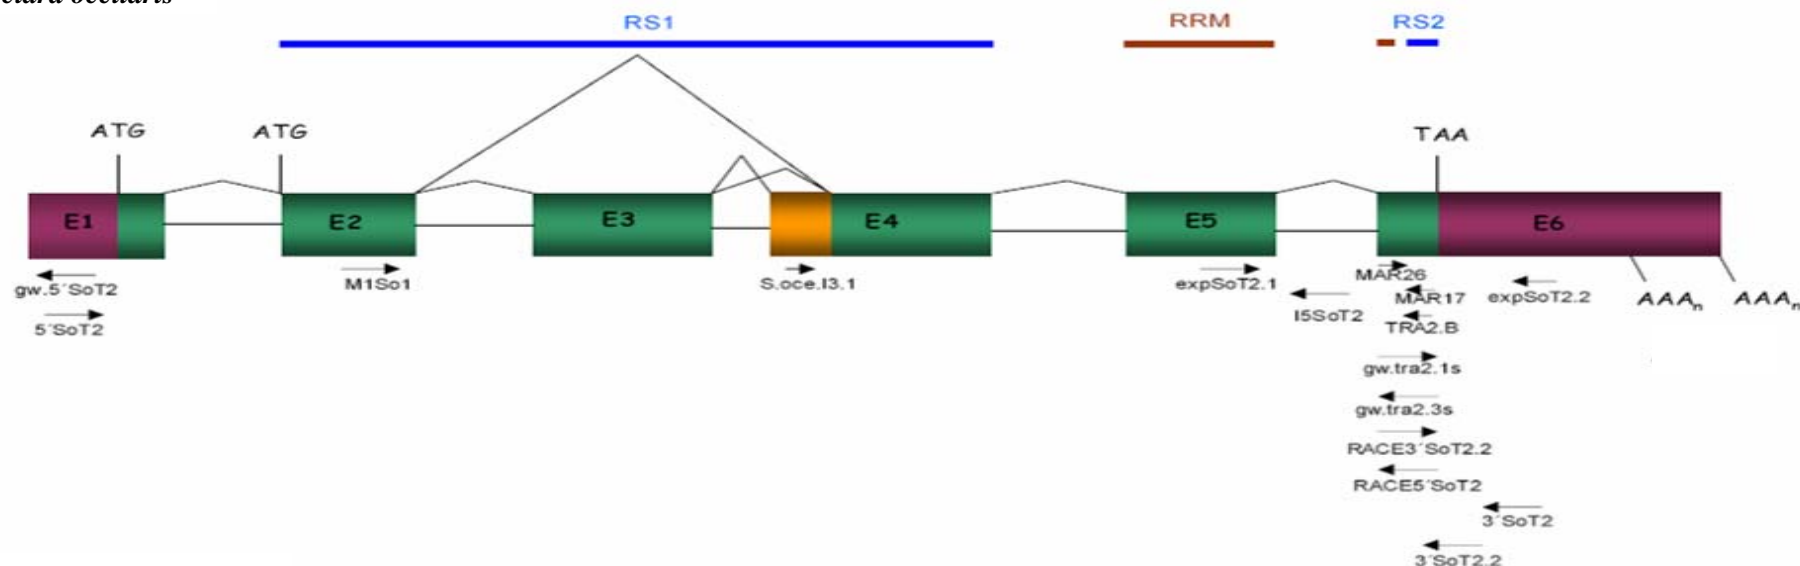 ocellaris
RS1 RRM RS2
ATG ATG TAA
E1 E2 E3 E4 E5 E6
gw.5´SoT2 M1So1 S.oce.I3.1 expSoT2.1 MAR26
I5SoT2 MAR17 expSoT2.2 AAAn AAAn
5´SoT2 TRA2.B
gw.tra2.1s
gw.tra2.3s
RACE3´SoT2.2
RACE5´SoT2
3´SoT2
3´SoT2.2